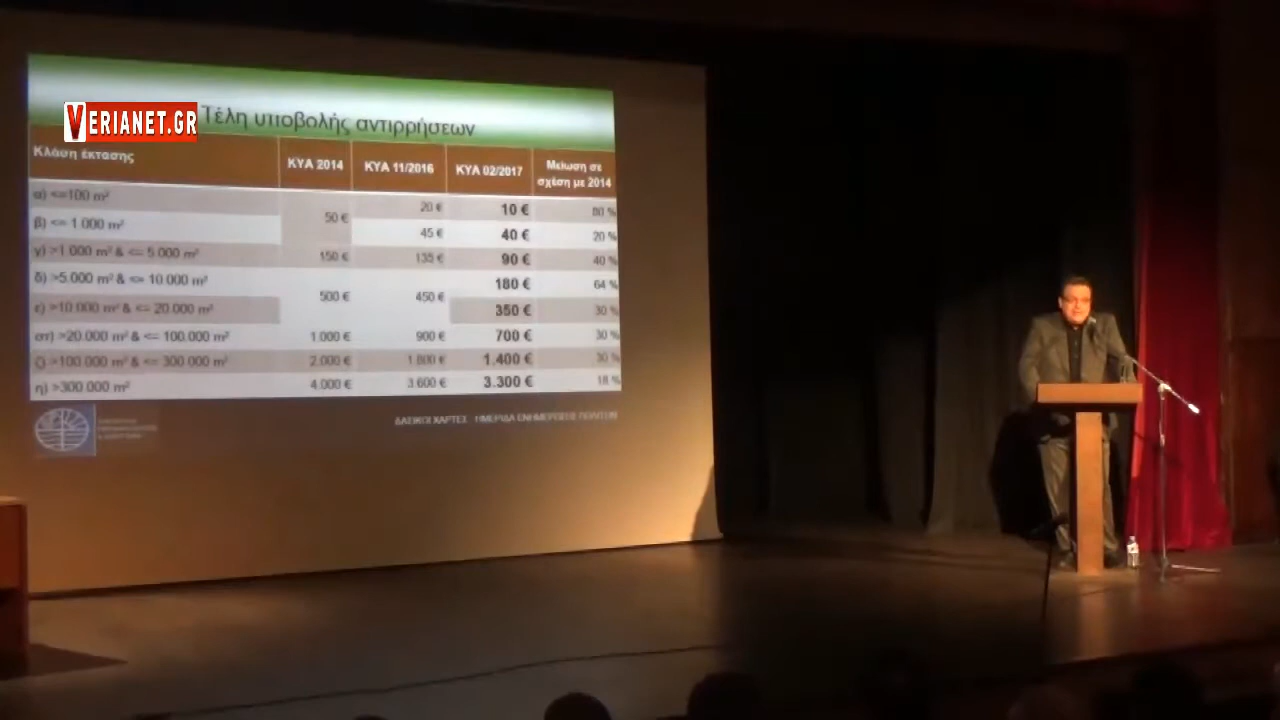 VERIANET.GR
Τέλη υποβολής αντιρρήσεων
Κλάση έκτασης ΚΥΑ 2014 ΚΥΑ 11/2016 ΚΥΑ 02/2017 Μείωση σε
σχέση με 2014
α) <=100 m² 20 € 10 € 80 %
50 €
β) <= 1 000 m² 45 € 40 € 20 %
γ) >1 000 m² & <= 5 000 m² 150 € 135 € 90 € 40 %
δ) >5.000 m² & <= 10 000 m² 180 € 64 %
500 € 450 €
ε) >10.000 m² & <= 20.000 m² 350 € 30 %
στ) >20.000 m² & <= 100.000 m² 1.000 € 900 € 700 € 30 %
ζ) >100.000 m² & <= 300 000 m² 2.000 € 1.800 € 1.400 € 30 %
η) >300 000 m² 4.000 € 3.600 € 3.300 € 18 %
ΔΑΣΙΚΟΙ ΧΑΡΤΕΣ - ΗΜΕΡΙΔΑ ΕΝΗΜΕΡΩΣΗΣ ΠΟΛΙΤΩΝ